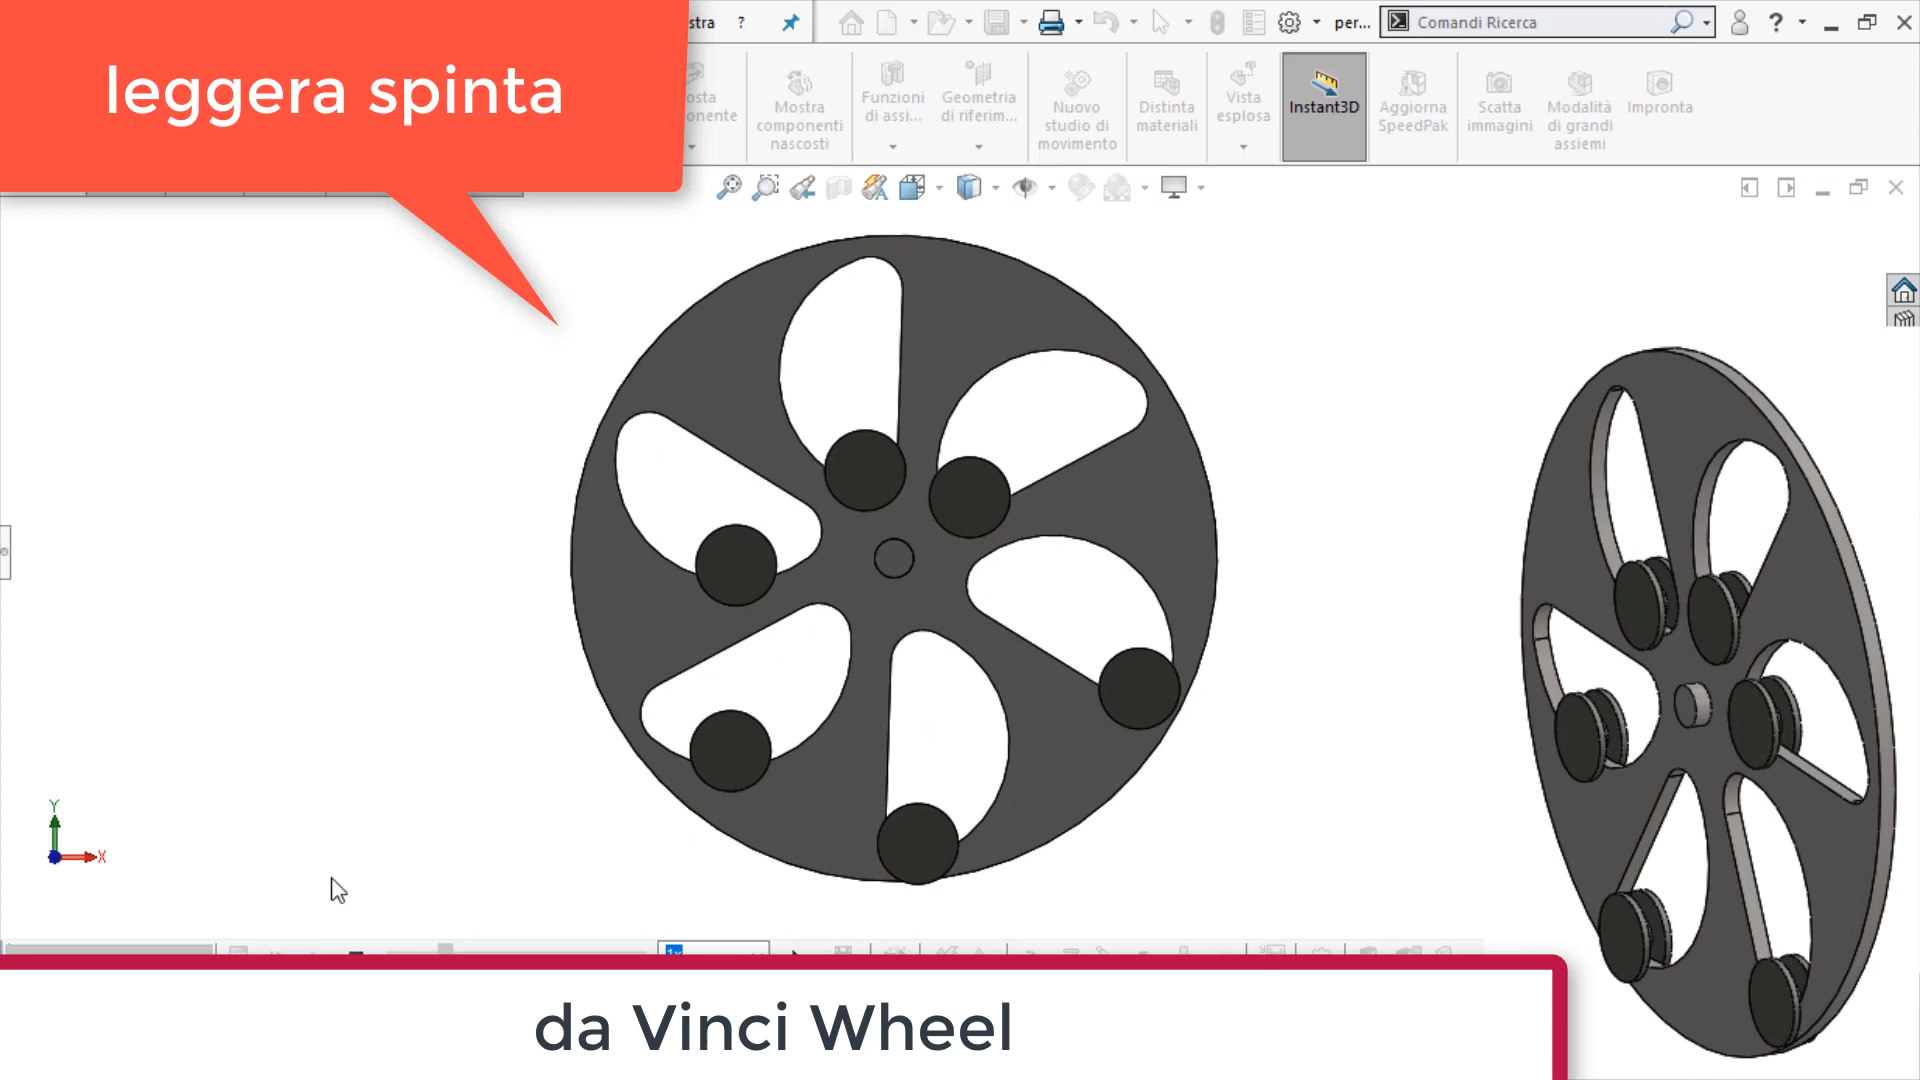 leggera spinta
stra ?
per...
Comandi Ricerca
?
osta
onente
Mostra
componenti
nascosti
Funzioni
di assi...
Geometria
di riferim...
Nuovo
studio di
movimento
Distinta
materiali
Vista
esplosa
Instant3D
Aggiorna
SpeedPak
Scatta
immagini
Modalità
di grandi
assiemi
Impronta
Y
X
da Vinci Wheel